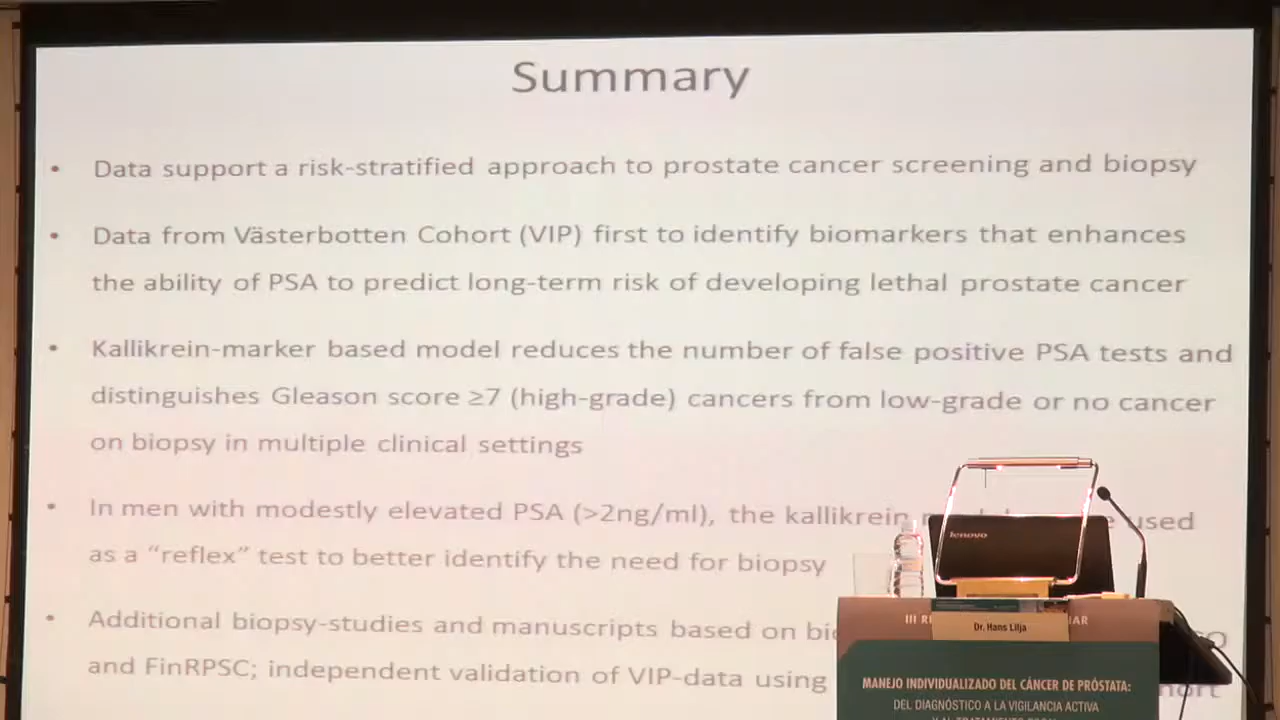 Summary
• Data support a risk-stratified approach to prostate cancer screening and biopsy
• Data from Västerbotten Cohort (VIP) first to identify biomarkers that enhances
the ability of PSA to predict long-term risk of developing lethal prostate cancer
• Kallikrein-marker based model reduces the number of false positive PSA tests and
distinguishes Gleason score ≥7 (high-grade) cancers from low-grade or no cancer
on biopsy in multiple clinical settings
• In men with modestly elevated PSA (>2ng/ml), the kallikrein used
as a “reflex” test to better identify the need for biopsy
• Additional biopsy-studies and manuscripts based on
and FinRPSC; independent validation of VIP-data using
lenovo
III
Dr. Hans Lilja
MANEJO INDIVIDUALIZADO DEL CÁNCER DE PRÓSTATA:
DEL DIAGNÓSTICO A LA VIGILANCIA ACTIVA